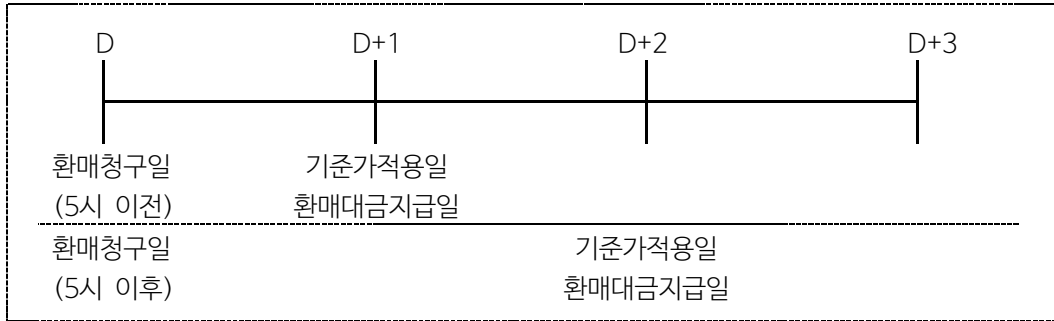 D D+1 D+2 D+3
환매청구일 기준가적용일
(5시 이전) 환매대금지급일
환매청구일 기준가적용일
(5시 이후) 환매대금지급일